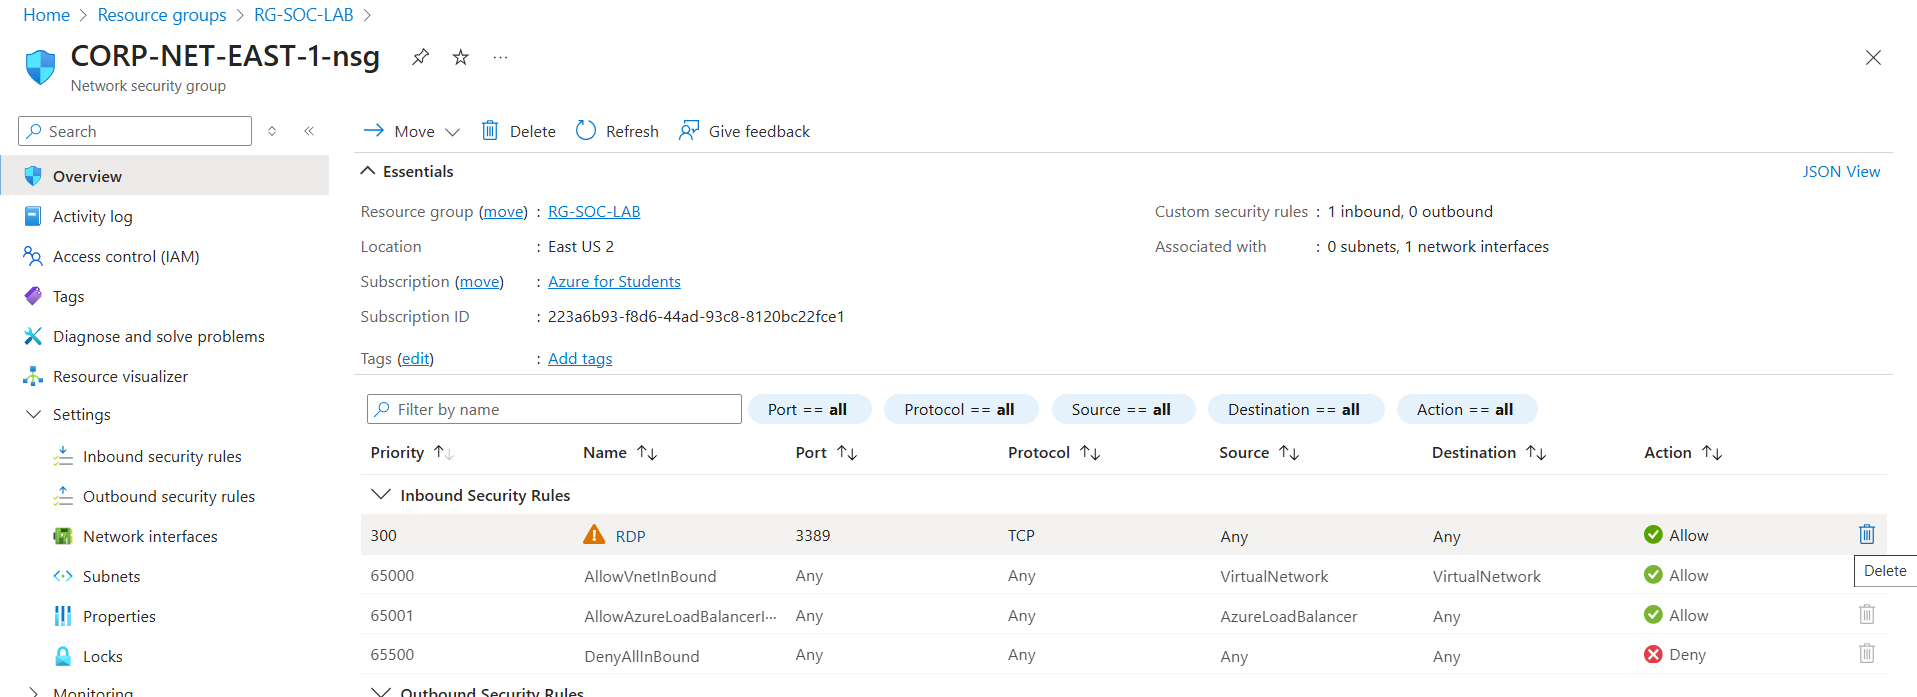 Home > Resource groups > RG-SOC-LAB >
CORP-NET-EAST-1-nsg ...
Network security group
Search
Overview
Activity log
Access control (IAM)
Tags
Diagnose and solve problems
Resource visualizer
Settings
Inbound security rules
Outbound security rules
Network interfaces
Subnets
Properties
Locks
Monitoring
Move Delete Refresh Give feedback
Essentials JSON View
Resource group (move) : RG-SOC-LAB
Location : East US 2
Subscription (move) : Azure for Students
Subscription ID : 223a6b93-f8d6-44ad-93c8-8120bc22fce1
Tags (edit) : Add tags
Custom security rules : 1 inbound, 0 outbound
Associated with : 0 subnets, 1 network interfaces
Filter by name Port == all Protocol == all Source == all Destination == all Action == all
Priority ↑↓ Name ↑↓ Port ↑↓ Protocol ↑↓ Source ↑↓ Destination ↑↓ Action ↑↓
Inbound Security Rules
300 RDP 3389 TCP Any Any Allow
Delete
65000 AllowVnetInBound Any Any VirtualNetwork VirtualNetwork Allow
65001 AllowAzureLoadBalancerI··· Any Any AzureLoadBalancer Any Allow
65500 DenyAllInBound Any Any Any Any Deny
Outbound Security Rules